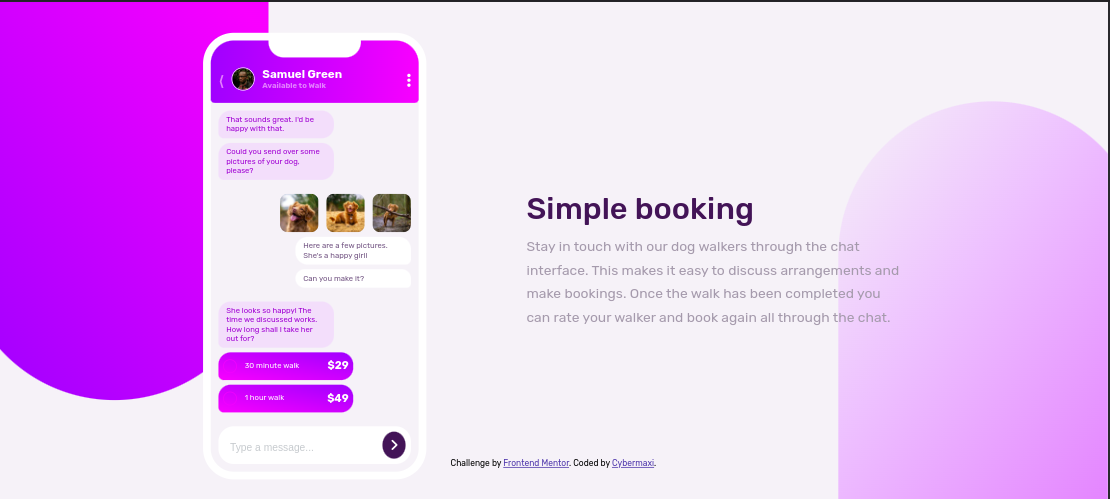 Samuel Green
Available to Walk
That sounds great. I'd be
happy with that.
Could you send over some
pictures of your dog,
please?
Here are a few pictures.
She's a happy girl!
Can you make it?
She looks so happy! The
time we discussed works.
How long shall I take her
out for?
30 minute walk $29
1 hour walk $49
Type a message...
Simple booking
Stay in touch with our dog walkers through the chat
interface. This makes it easy to discuss arrangements and
make bookings. Once the walk has been completed you
can rate your walker and book again all through the chat.
Challenge by Frontend Mentor. Coded by Cybermaxi.